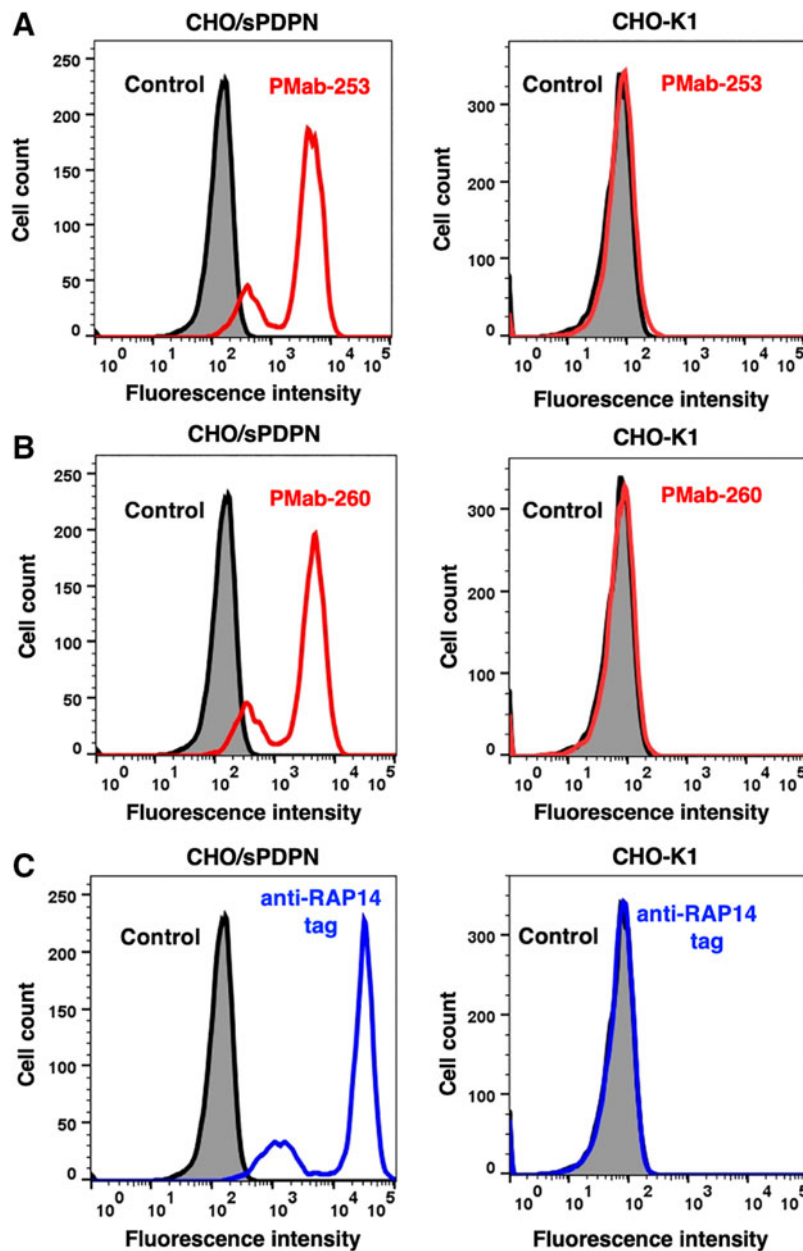 A
CHO/sPDPN
250
200
150
100
50
0
Cell count
Control
PMab-253
10^0 10^1 10^2 10^3 10^4 10^5
Fluorescence intensity
CHO-K1
300
200
100
0
Cell count
Control
PMab-253
10^0 10^1 10^2 10^3 10^4 10^5
Fluorescence intensity
B
CHO/sPDPN
250
200
150
100
50
0
Cell count
Control
PMab-260
10^0 10^1 10^2 10^3 10^4 10^5
Fluorescence intensity
CHO-K1
300
200
100
0
Cell count
Control
PMab-260
10^0 10^1 10^2 10^3 10^4 10^5
Fluorescence intensity
C
CHO/sPDPN
250
200
150
100
50
0
Cell count
Control
anti-RAP14
tag
10^0 10^1 10^2 10^3 10^4 10^5
Fluorescence intensity
CHO-K1
300
200
100
0
Cell count
Control
anti-RAP14
tag
10^0 10^1 10^2 10^3 10^4 10^5
Fluorescence intensity